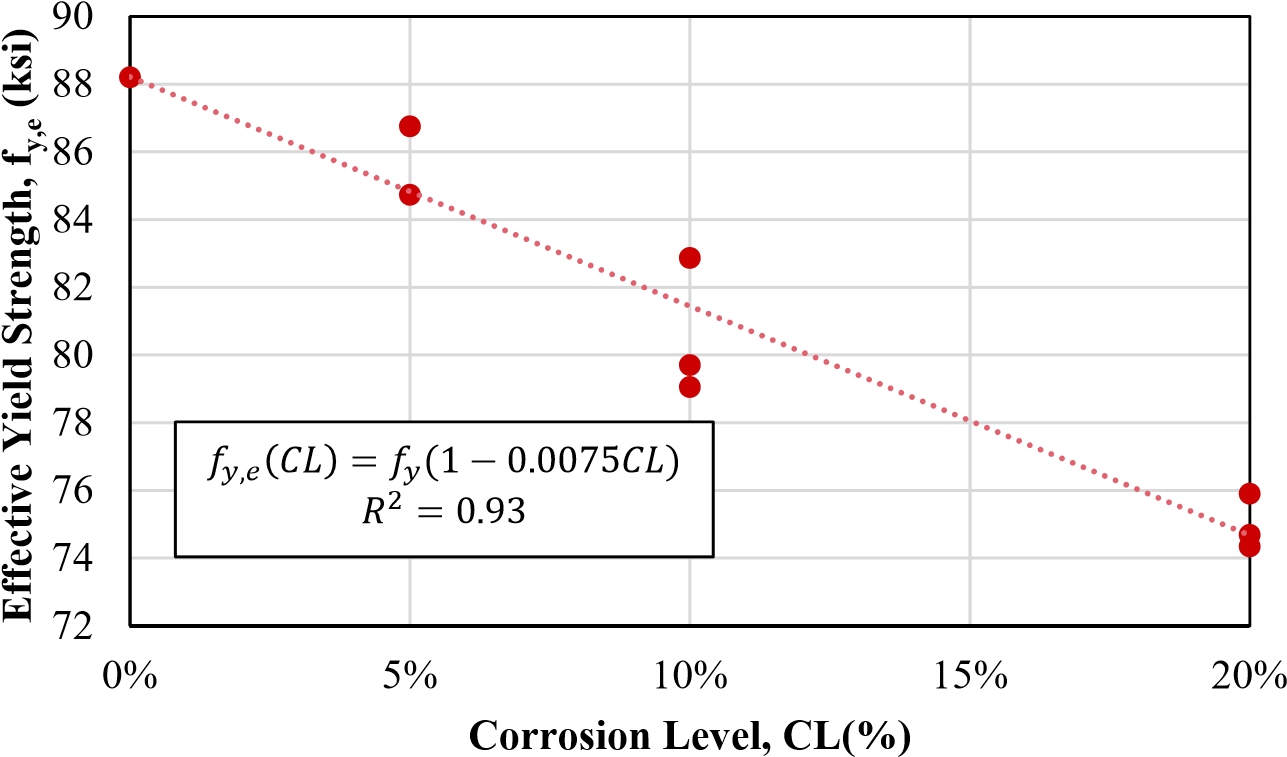 Effective Yield Strength, fy,e (ksi)
90
88
86
84
82
80
78
76
74
72
fy,e(CL) = fy(1 − 0.0075CL)
R² = 0.93
0% 5% 10% 15% 20%
Corrosion Level, CL(%)